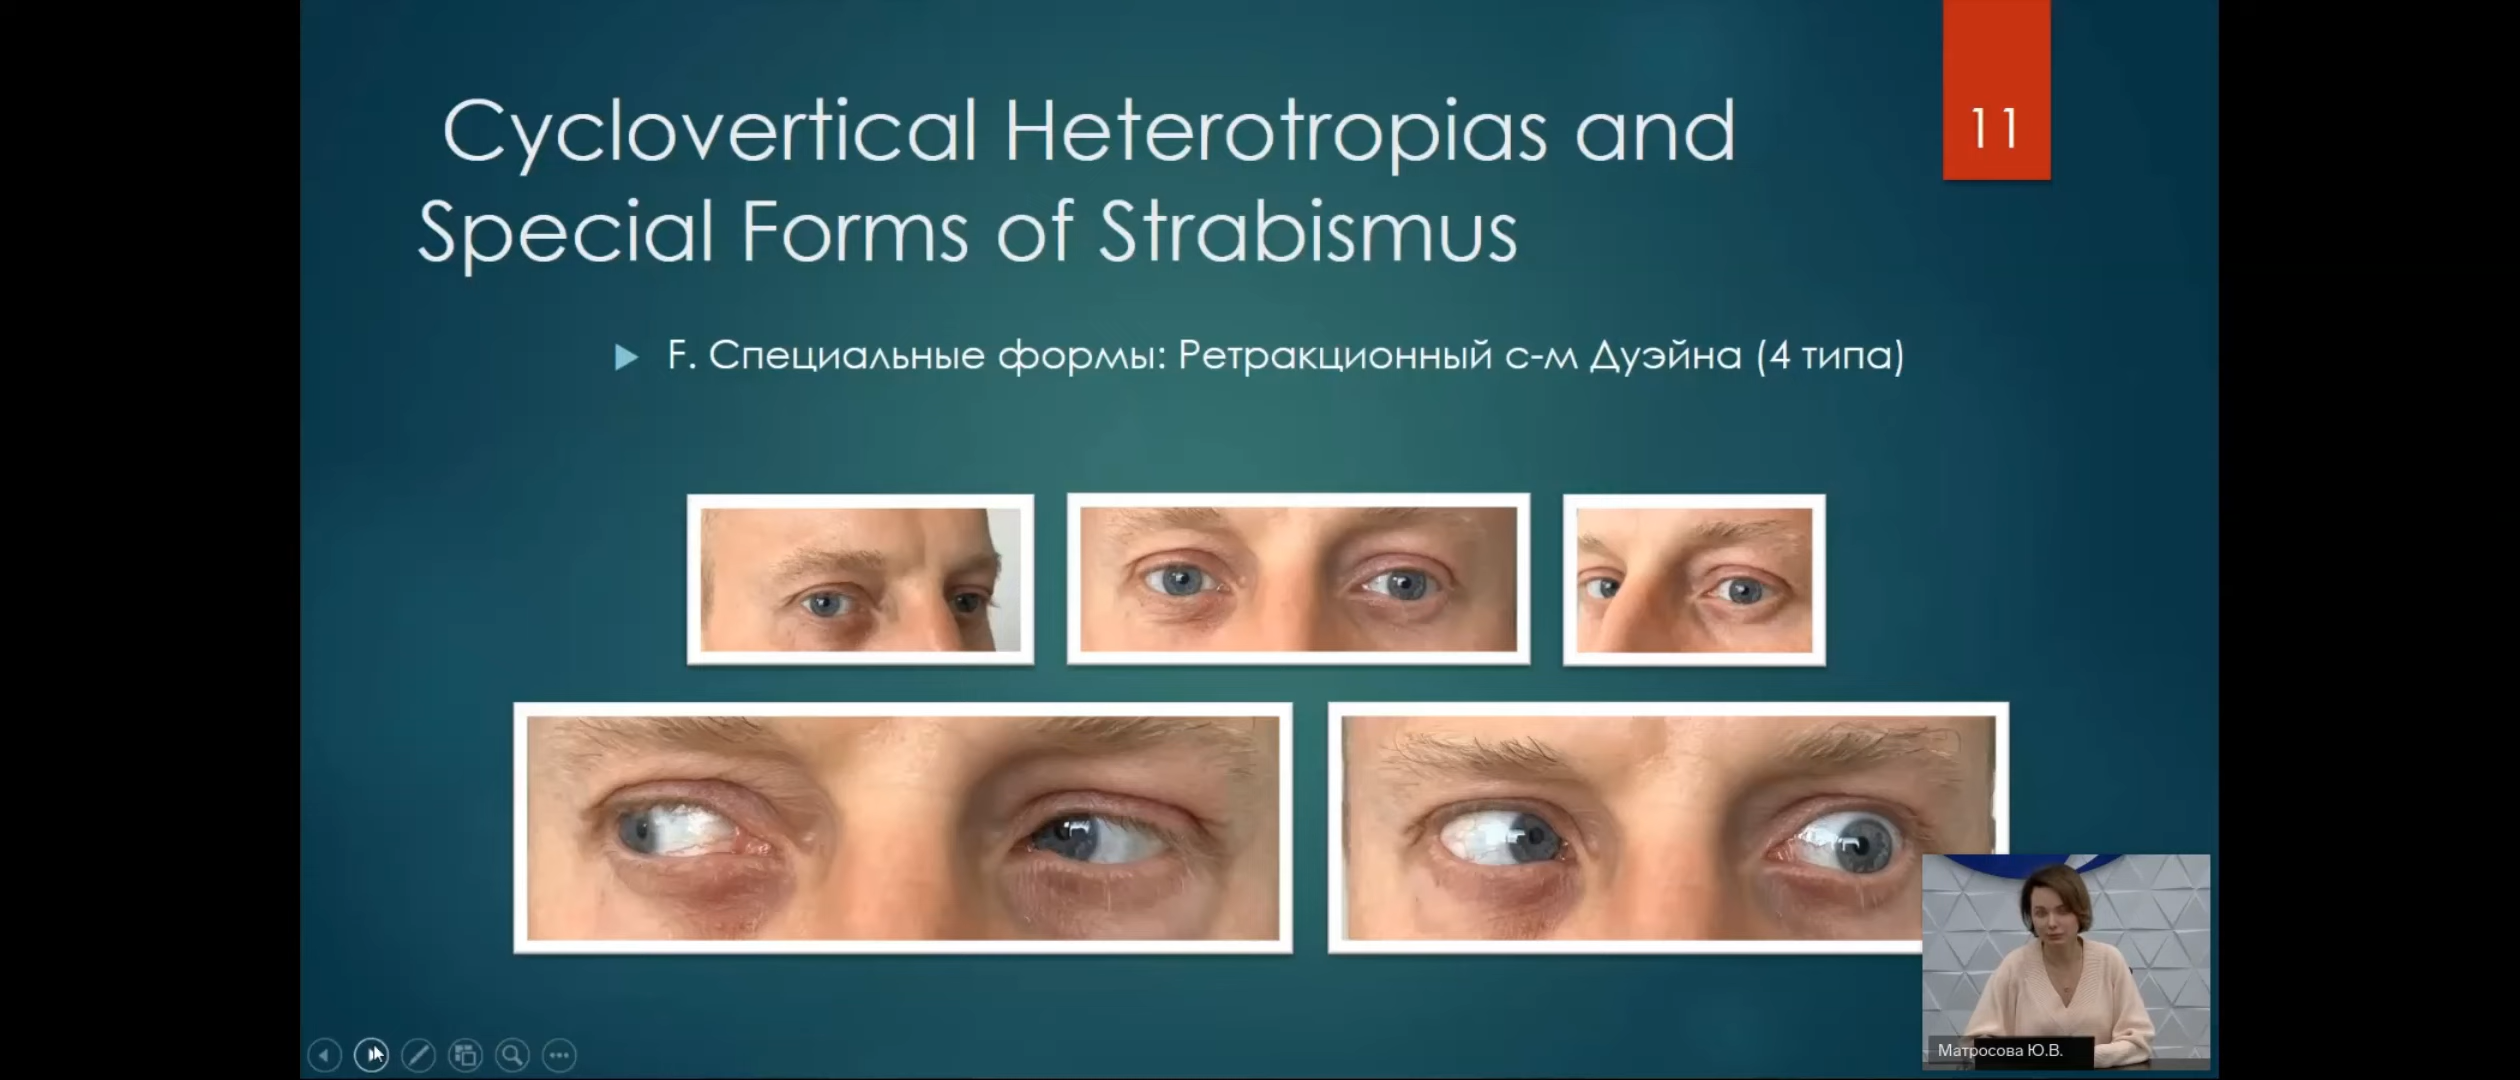 Cyclovertical Heterotropias and
Special Forms of Strabismus
11
F. Специальные формы: Ретракционный с-м Дуэйна (4 типа)
Матросова Ю.В.